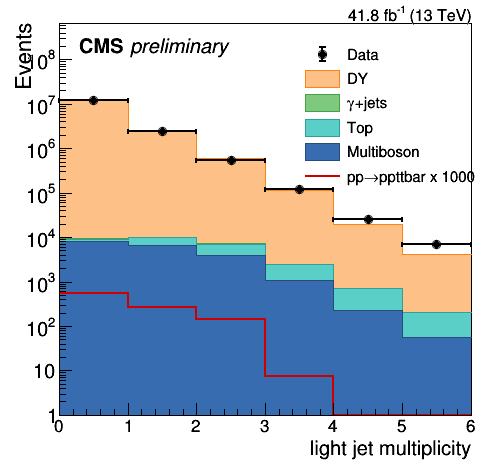 41.8 fb⁻¹ (13 TeV)
Events
CMS preliminary
Data
DY
γ+jets
Top
Multiboson
pp→ppttbar x 1000
10⁸
10⁷
10⁶
10⁵
10⁴
10³
10²
10
1
0 1 2 3 4 5 6
light jet multiplicity